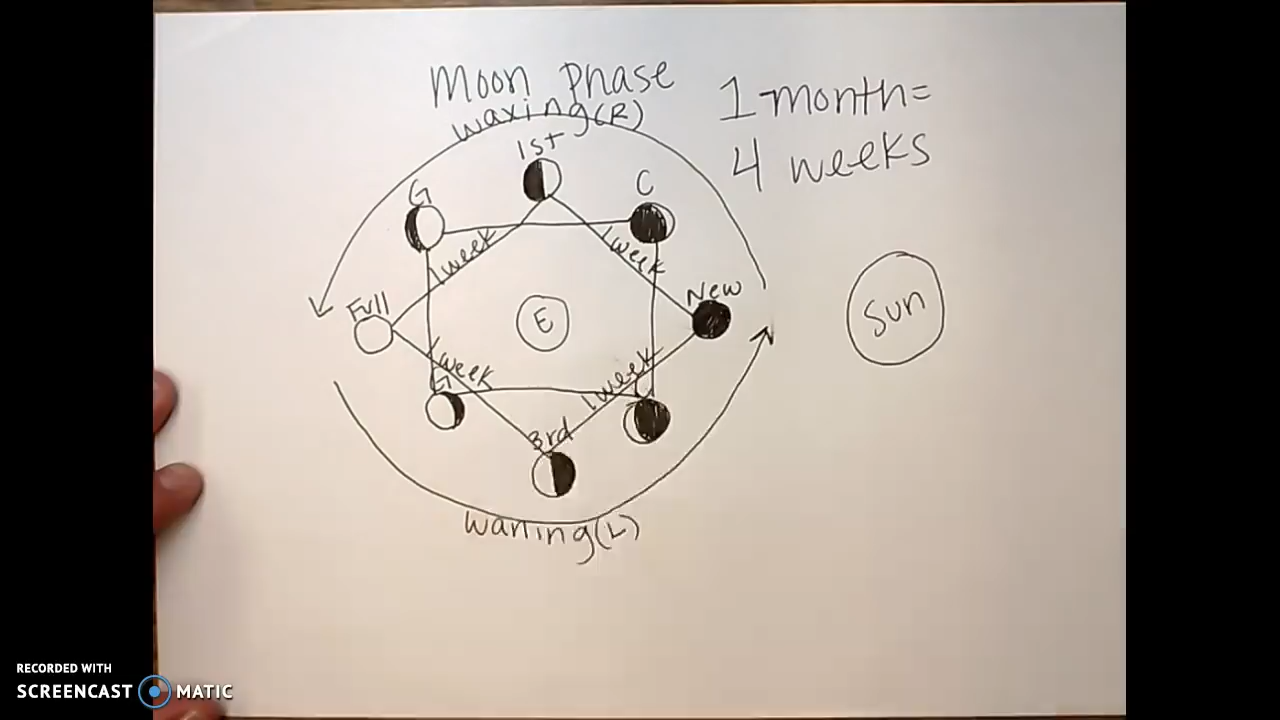 Moon Phase
waxing(R)
1 month =
4 weeks
1st
G
C
1 week
1 week
Full
New
E
Sun
1 week
1 week
G
C
3rd
waning(L)
RECORDED WITH
SCREENCAST MATIC